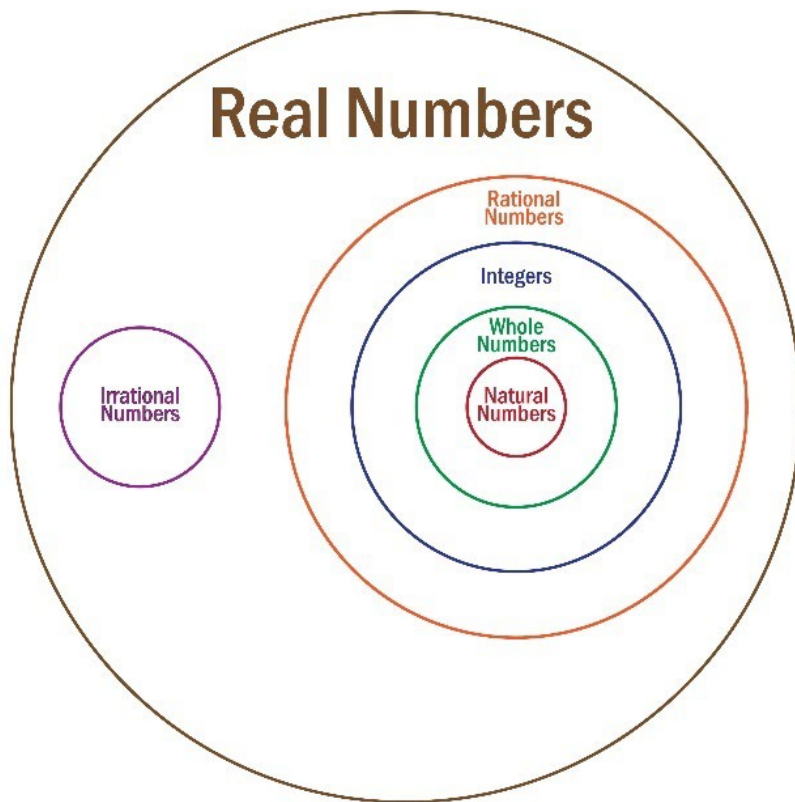 Real Numbers
Rational
Numbers
Integers
Whole
Numbers
Irrational
Numbers
Natural
Numbers